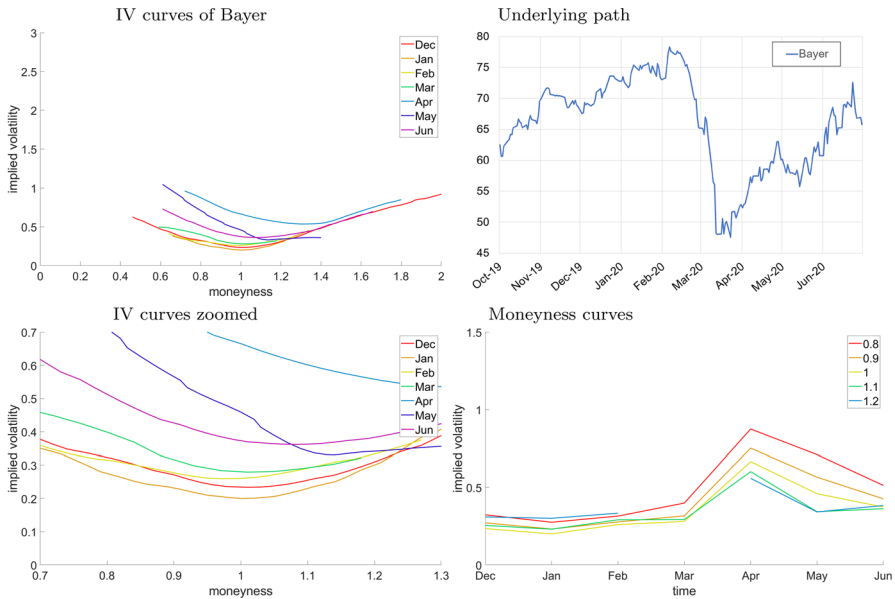 IV curves of Bayer
implied volatility
3
2.5
2
1.5
1
0.5
0
0 0.2 0.4 0.6 0.8 1 1.2 1.4 1.6 1.8 2
moneyness
Dec
Jan
Feb
Mar
Apr
May
Jun
Underlying path
80
75
70
65
60
55
50
45
Oct-19 Nov-19 Dec-19 Jan-20 Feb-20 Mar-20 Apr-20 May-20 Jun-20
Bayer
IV curves zoomed
implied volatility
0.7
0.6
0.5
0.4
0.3
0.2
0.1
0
0.7 0.8 0.9 1 1.1 1.2 1.3
moneyness
Dec
Jan
Feb
Mar
Apr
May
Jun
Moneyness curves
implied volatility
1.5
1
0.5
0
Dec Jan Feb Mar Apr May Jun
time
0.8
0.9
1
1.1
1.2